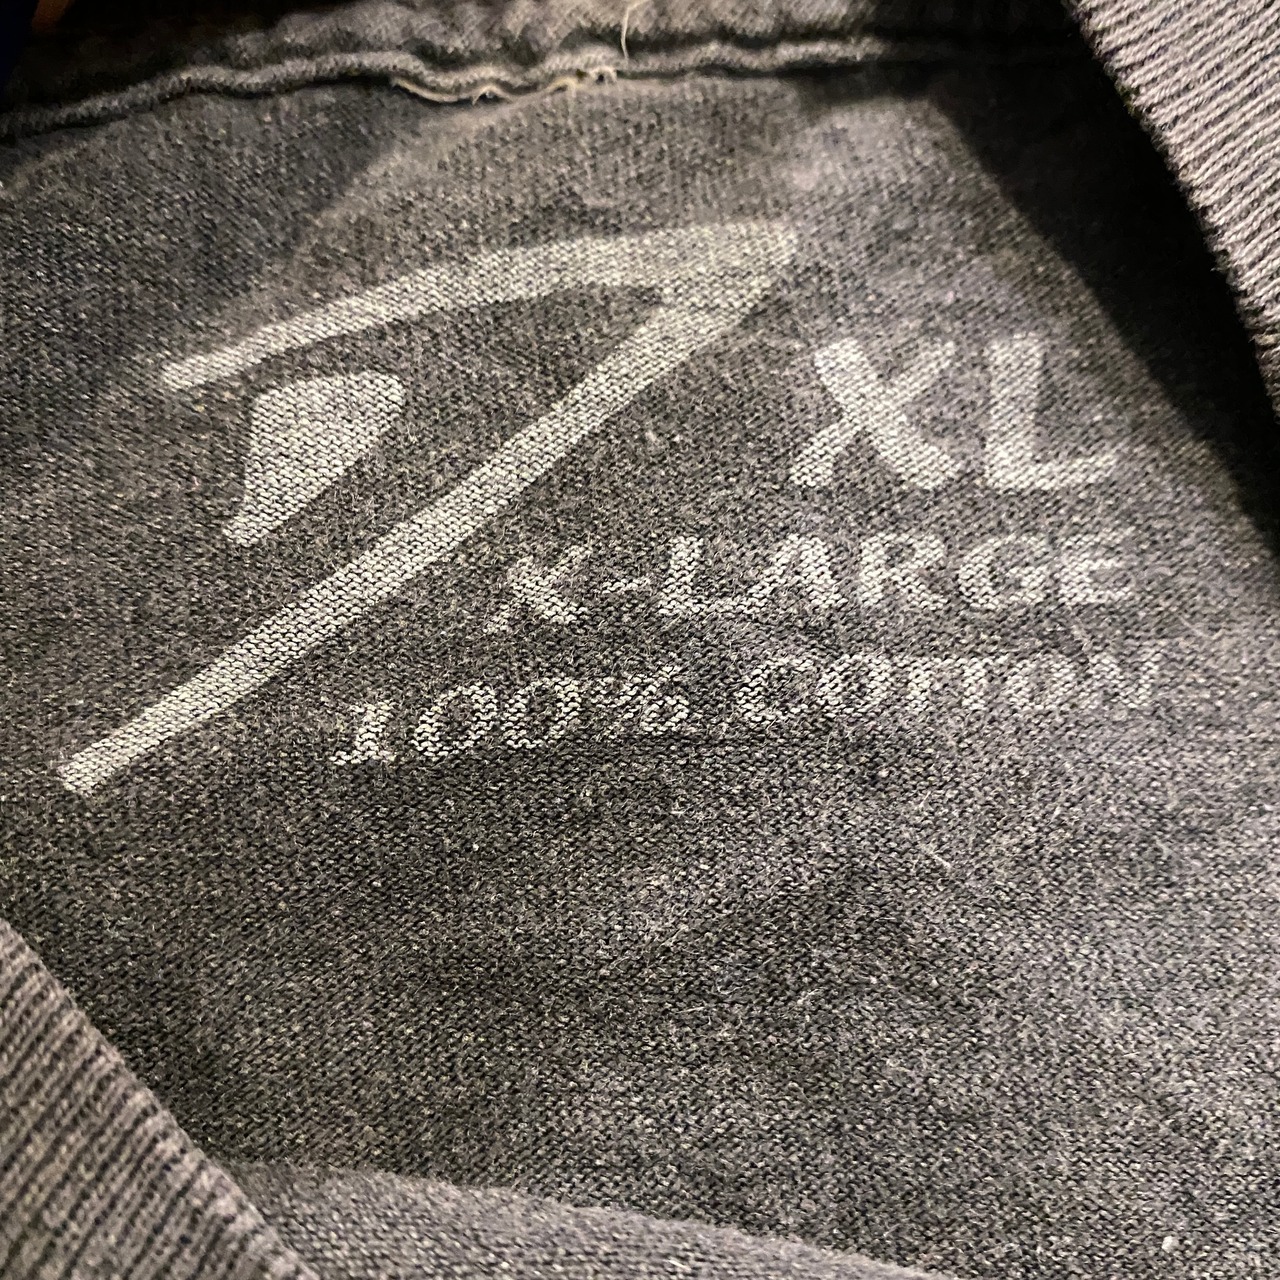 XL
X-LARGE
100% COTTON